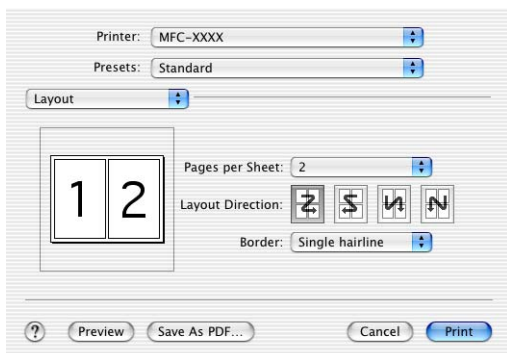 Printer: MFC-XXXX
Presets: Standard
Layout
1 2
Pages per Sheet: 2
Layout Direction:
Border: Single hairline
? Preview Save As PDF... Cancel Print